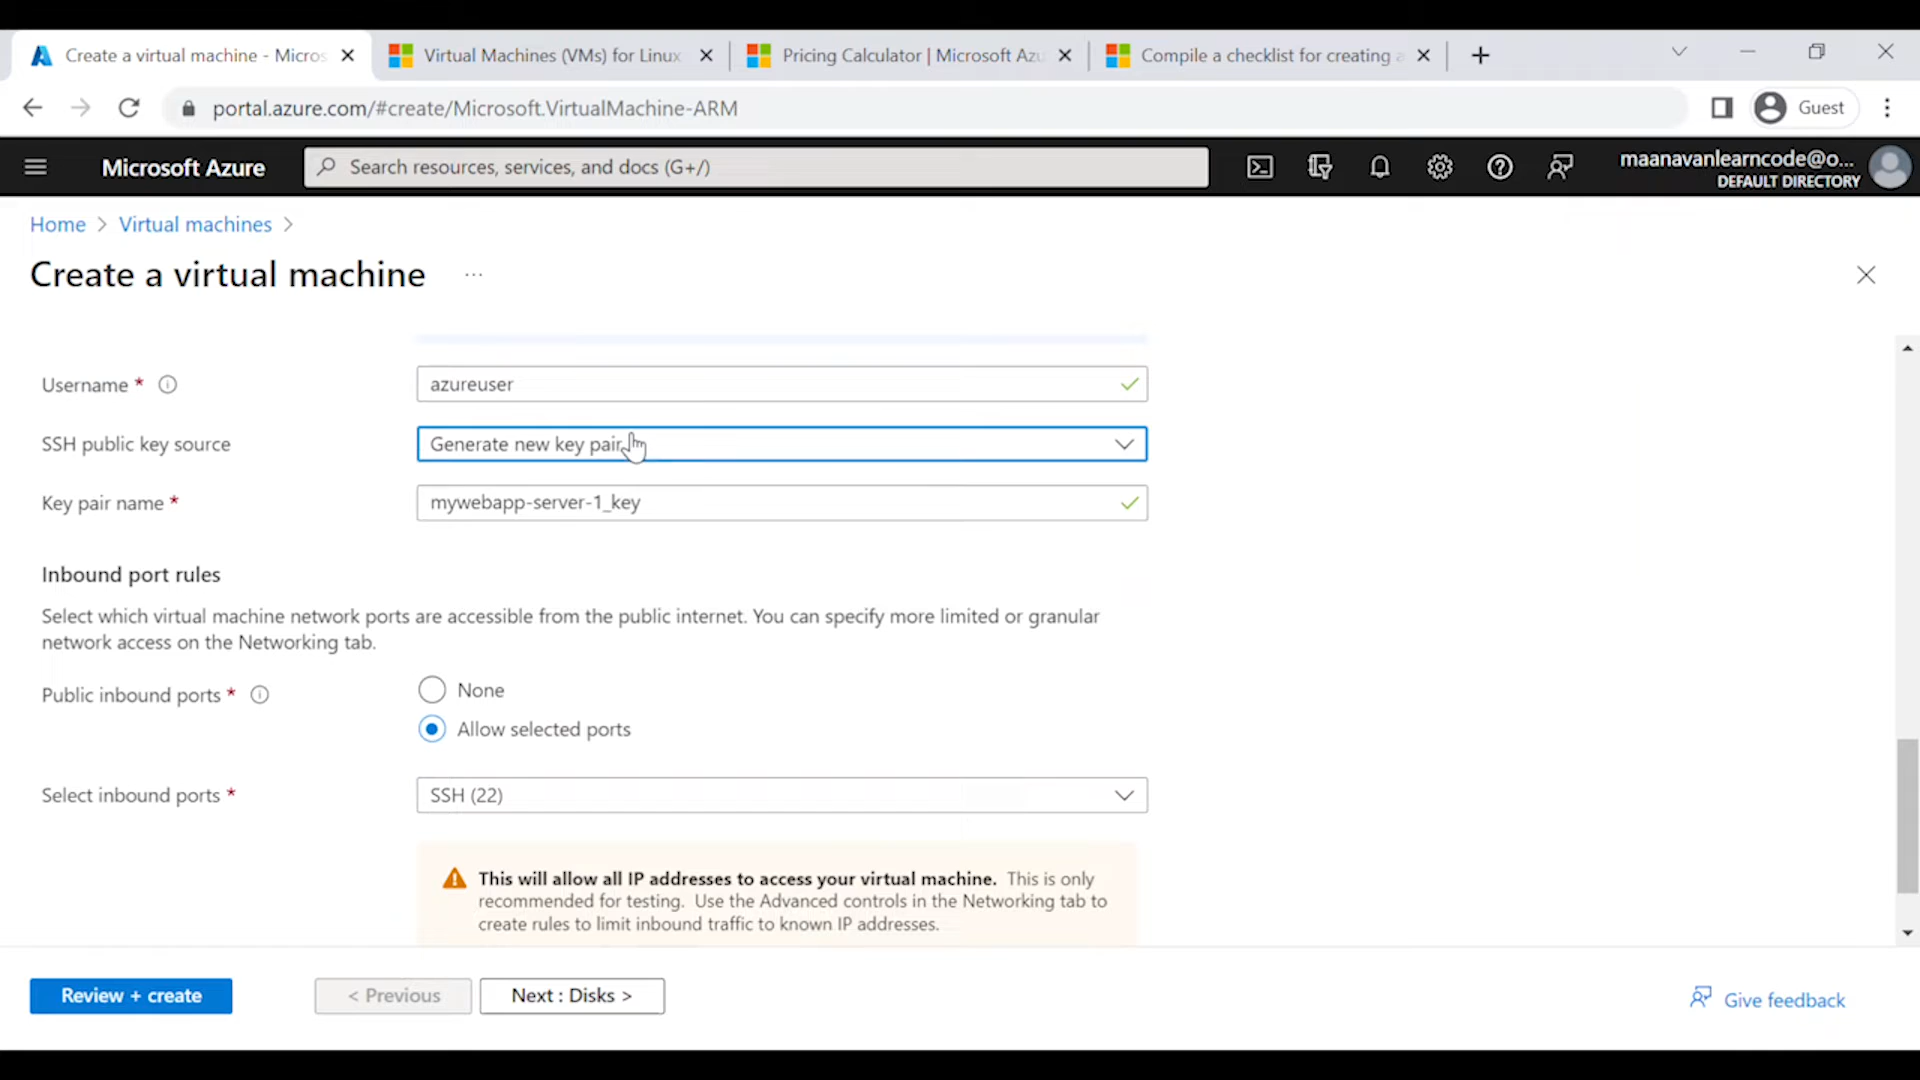 Create a virtual machine - Micros
Virtual Machines (VMs) for Linux
Pricing Calculator | Microsoft Azu
Compile a checklist for creating a
portal.azure.com/#create/Microsoft.VirtualMachine-ARM
Guest
Microsoft Azure
Search resources, services, and docs (G+/)
maanavanlearncode@o...
DEFAULT DIRECTORY
Home > Virtual machines >
Create a virtual machine ...
Username *
azureuser
SSH public key source
Generate new key pair
Key pair name *
mywebapp-server-1_key
Inbound port rules
Select which virtual machine network ports are accessible from the public internet. You can specify more limited or granular
network access on the Networking tab.
Public inbound ports *
None
Allow selected ports
Select inbound ports *
SSH (22)
This will allow all IP addresses to access your virtual machine. This is only
recommended for testing. Use the Advanced controls in the Networking tab to
create rules to limit inbound traffic to known IP addresses.
Review + create
< Previous
Next : Disks >
Give feedback